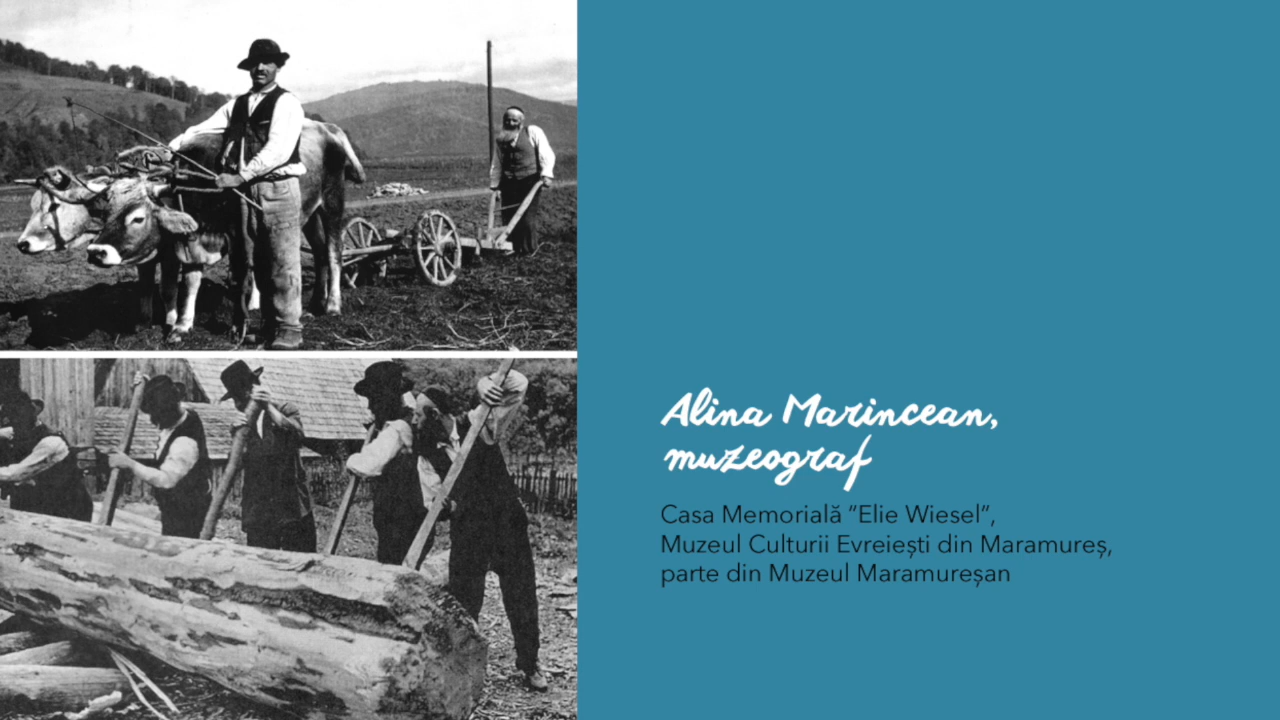 Alina Marincean,
muzeograf
Casa Memorială “Elie Wiesel”,
Muzeul Culturii Evreiești din Maramureș,
parte din Muzeul Maramureșan